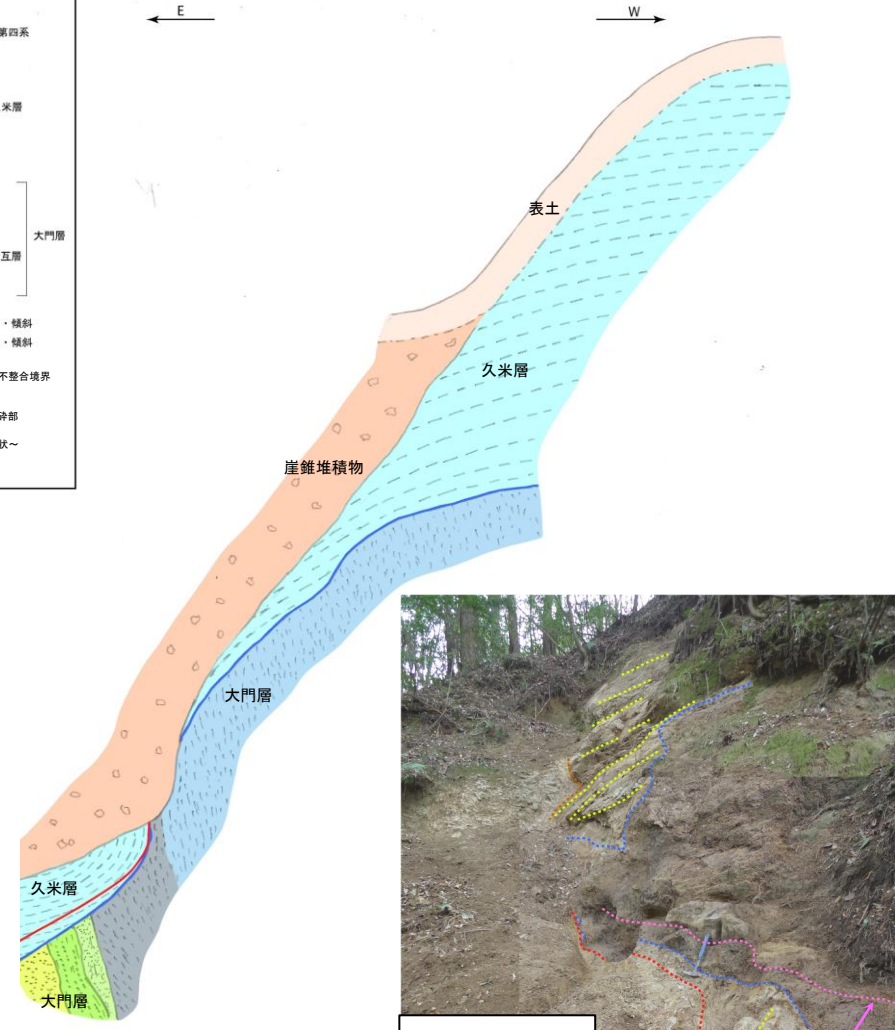 E
W
第四系
米層
大門層
互層
・傾斜
・傾斜
不整合境界
砕部
状〜
表土
久米層
崖錐堆積物
大門層
久米層
大門層